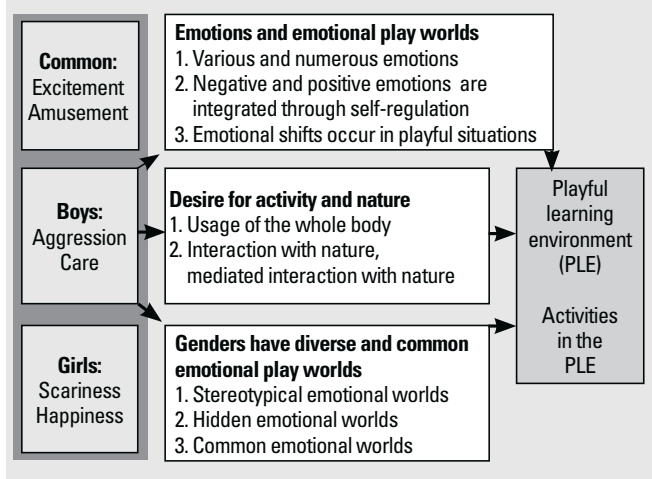 Common:
Excitement
Amusement
Boys:
Aggression
Care
Girls:
Scariness
Happiness
Emotions and emotional play worlds
1. Various and numerous emotions
2. Negative and positive emotions are
integrated through self-regulation
3. Emotional shifts occur in playful situations
Desire for activity and nature
1. Usage of the whole body
2. Interaction with nature,
mediated interaction with nature
Genders have diverse and common
emotional play worlds
1. Stereotypical emotional worlds
2. Hidden emotional worlds
3. Common emotional worlds
Playful
learning
environment
(PLE)
Activities
in the
PLE